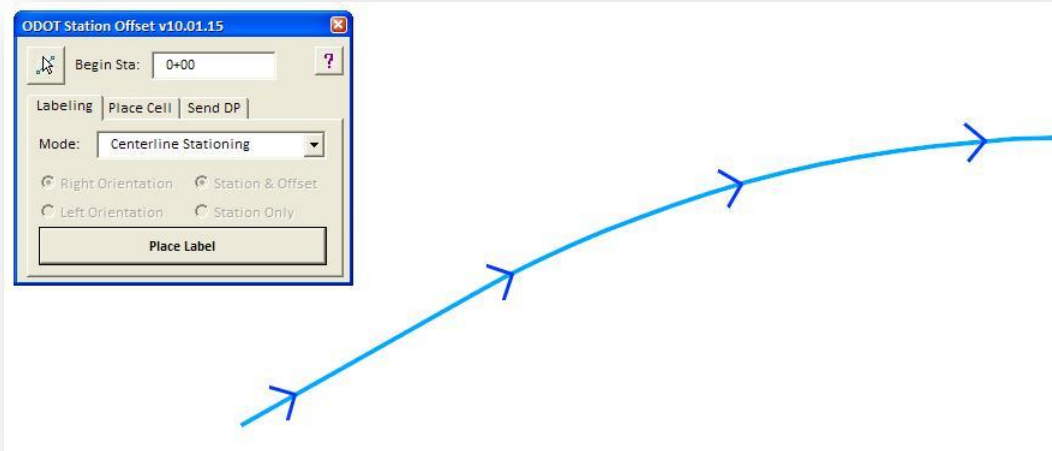 ODOT Station Offset v10.01.15
Begin Sta: 0+00 ?
Labeling Place Cell Send DP
Mode: Centerline Stationing
Right Orientation Station & Offset
Left Orientation Station Only
Place Label